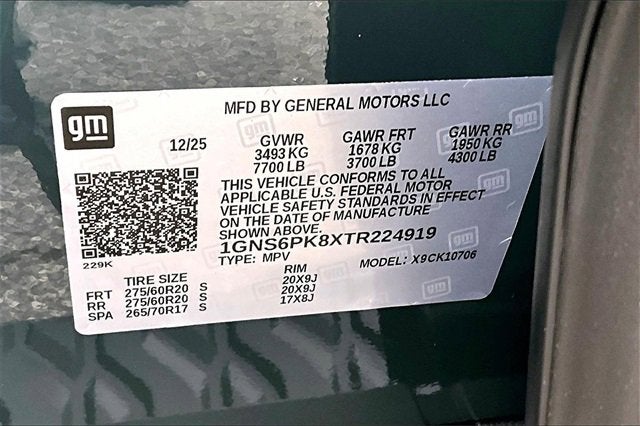 gm
MFD BY GENERAL MOTORS LLC
12/25 GVWR GAWR FRT GAWR RR
3493 KG 1678 KG 1950 KG
7700 LB 3700 LB 4300 LB
THIS VEHICLE CONFORMS TO ALL
APPLICABLE U.S. FEDERAL MOTOR
VEHICLE SAFETY STANDARDS IN EFFECT
ON THE DATE OF MANUFACTURE
SHOWN ABOVE.
1GNS6PK8XTR224919
229K
TYPE: MPV MODEL: X9CK10706
TIRE SIZE RIM
FRT 275/60R20 S 20X9J
RR 275/60R20 S 20X9J
SPA 265/70R17 S 17X8J